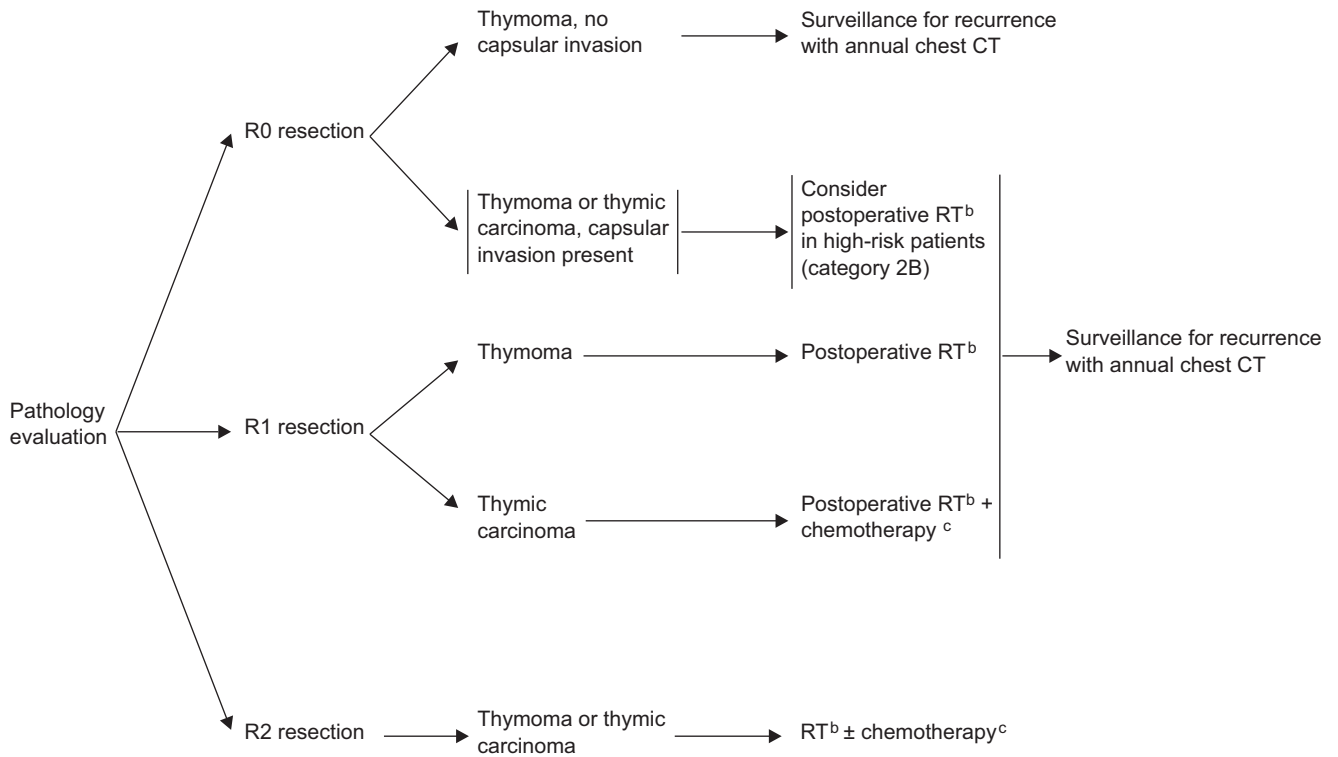 Thymoma, no
capsular invasion
Surveillance for recurrence
with annual chest CT
R0 resection
Thymoma or thymic
carcinoma, capsular
invasion present
Consider
postoperative RTᵇ
in high-risk patients
(category 2B)
Surveillance for recurrence
with annual chest CT
Thymoma
Postoperative RTᵇ
Pathology
evaluation
R1 resection
Thymic
carcinoma
Postoperative RTᵇ +
chemotherapy ᶜ
R2 resection
Thymoma or thymic
carcinoma
RTᵇ ± chemotherapyᶜ